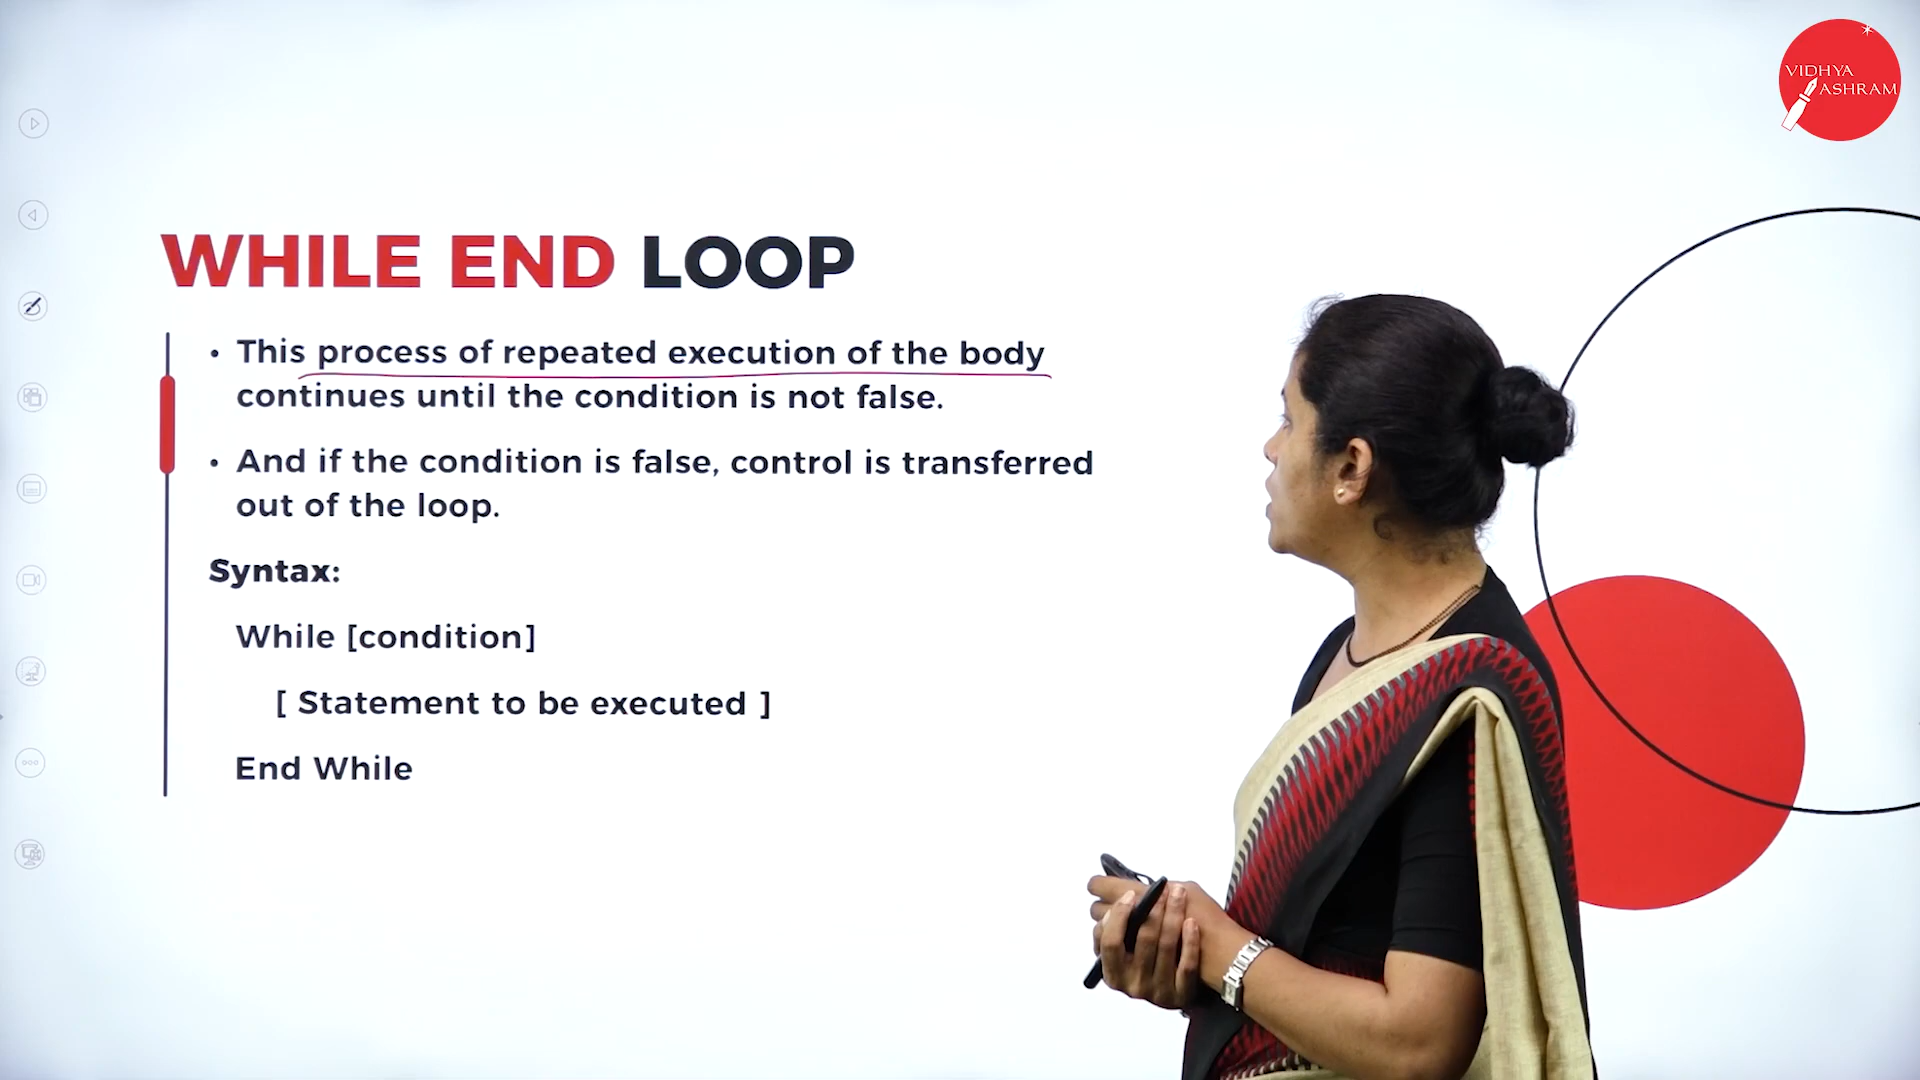 VIDHYA
ASHRAM
WHILE END LOOP
• This process of repeated execution of the body
continues until the condition is not false.
• And if the condition is false, control is transferred
out of the loop.
Syntax:
While [condition]
[ Statement to be executed ]
End While